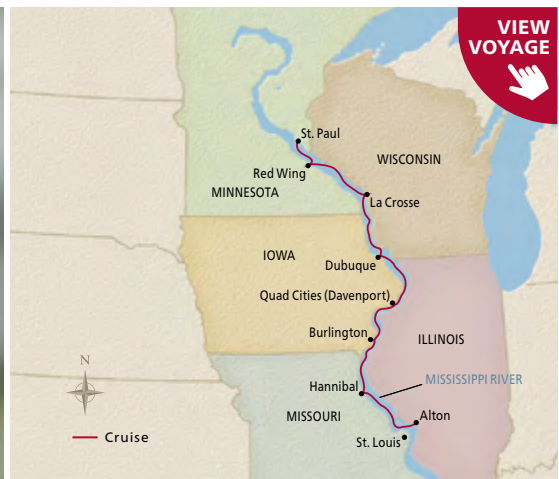 VIEW
VOYAGE
St. Paul
WISCONSIN
Red Wing
MINNESOTA
La Crosse
IOWA
Dubuque
Quad Cities (Davenport)
Burlington
ILLINOIS
N
Hannibal
MISSISSIPPI RIVER
MISSOURI
Alton
Cruise
St. Louis